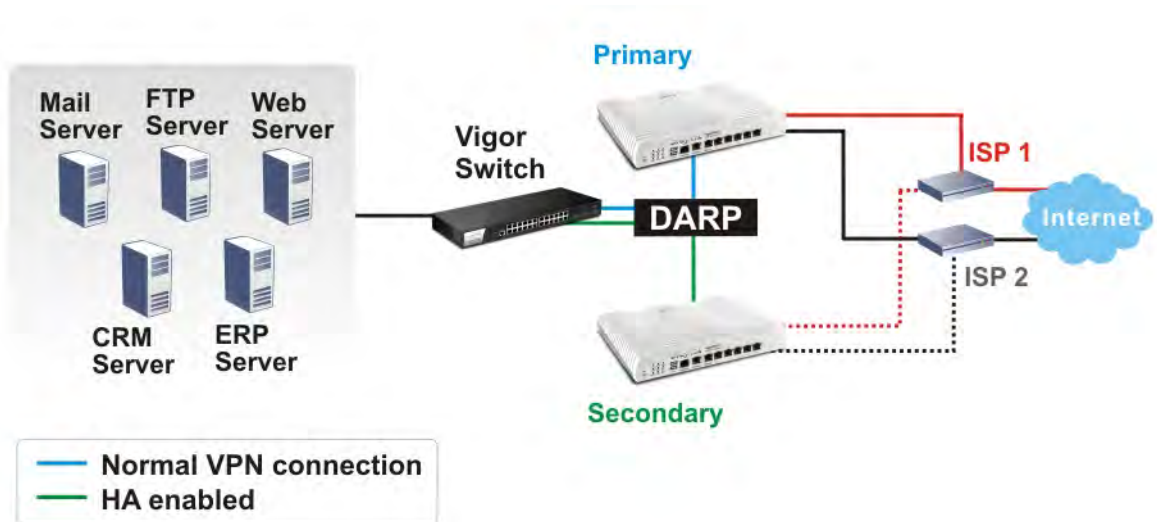 Primary
Mail
Server
FTP
Server
Web
Server
Vigor
Switch
ISP 1
DARP
Internet
ISP 2
CRM
Server
ERP
Server
Secondary
Normal VPN connection
HA enabled